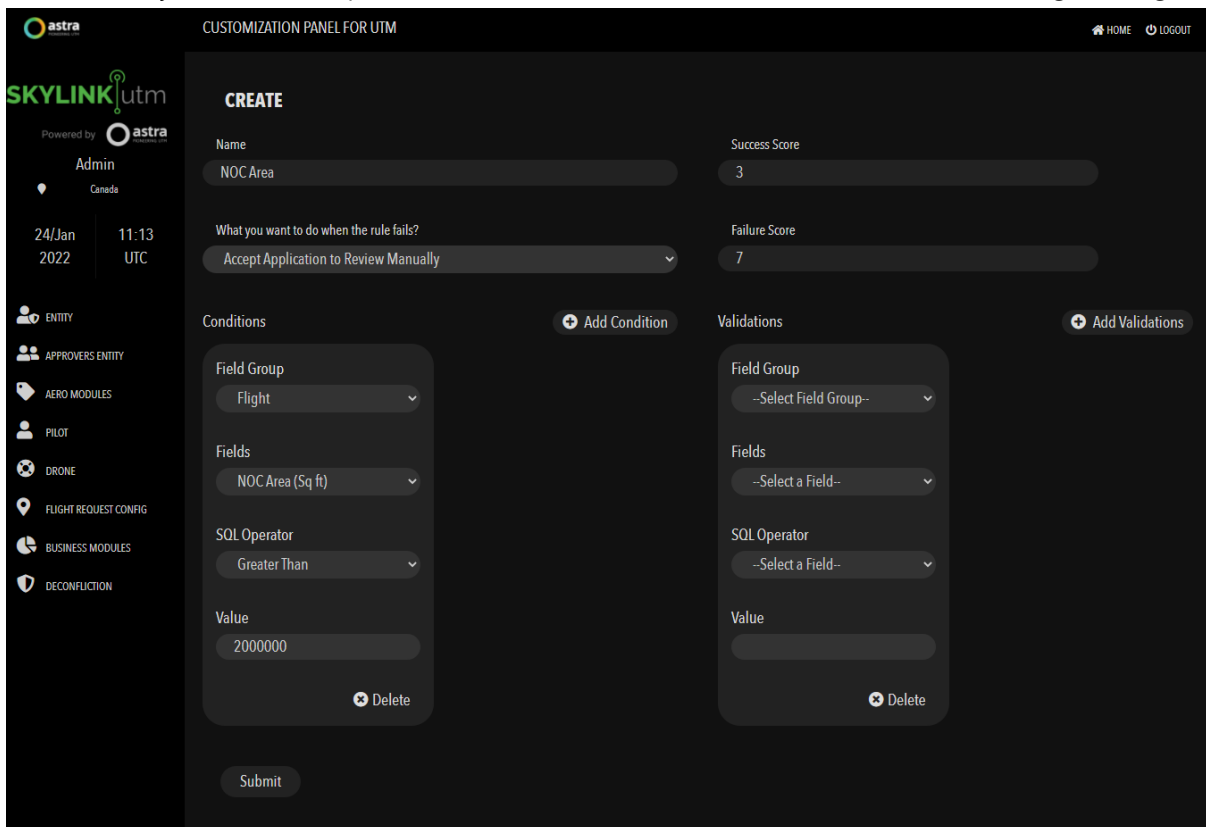 astra
CUSTOMIZATION PANEL FOR UTM
HOME
LOGOUT
SKYLINK utm
Powered by astra
Admin
Canada
24/Jan 2022
11:13 UTC
ENTITY
APPROVERS ENTITY
AERO MODULES
PILOT
DRONE
FLIGHT REQUEST CONFIG
BUSINESS MODULES
DECONFLICTION
CREATE
Name
NOC Area
Success Score
3
What you want to do when the rule fails?
Accept Application to Review Manually
Failure Score
7
Conditions
Add Condition
Field Group
Flight
Fields
NOC Area (Sq ft)
SQL Operator
Greater Than
Value
2000000
Delete
Validations
Add Validations
Field Group
--Select Field Group--
Fields
--Select a Field--
SQL Operator
--Select a Field--
Value
Delete
Submit